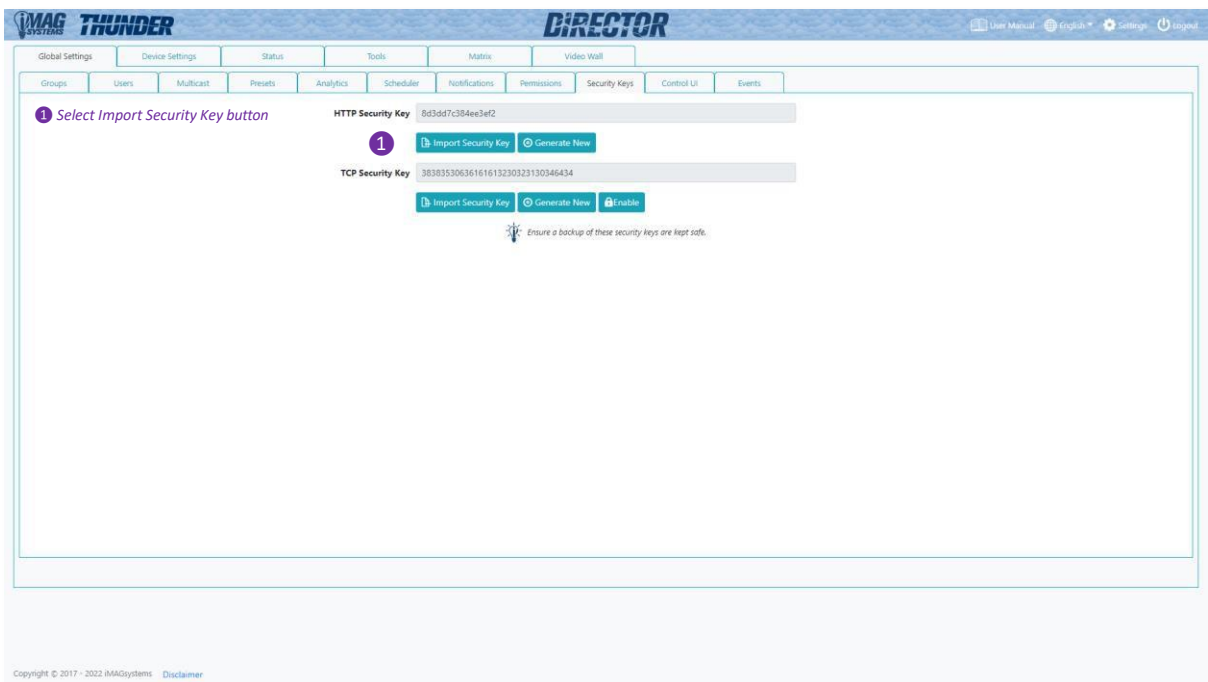 iMAG SYSTEMS THUNDER DiRECTOR User Manual English Settings Logout
Global Settings Device Settings Status Tools Matrix Video Wall
Groups Users Multicast Presets Analytics Scheduler Notifications Permissions Security Keys Control UI Events
1 Select Import Security Key button
HTTP Security Key 8d3dd7c384ee3ef2
1 Import Security Key Generate New
TCP Security Key 38383530636161613230323130346434
Import Security Key Generate New Enable
Ensure a backup of these security keys are kept safe.
Copyright © 2017 - 2022 iMAGsystems Disclaimer